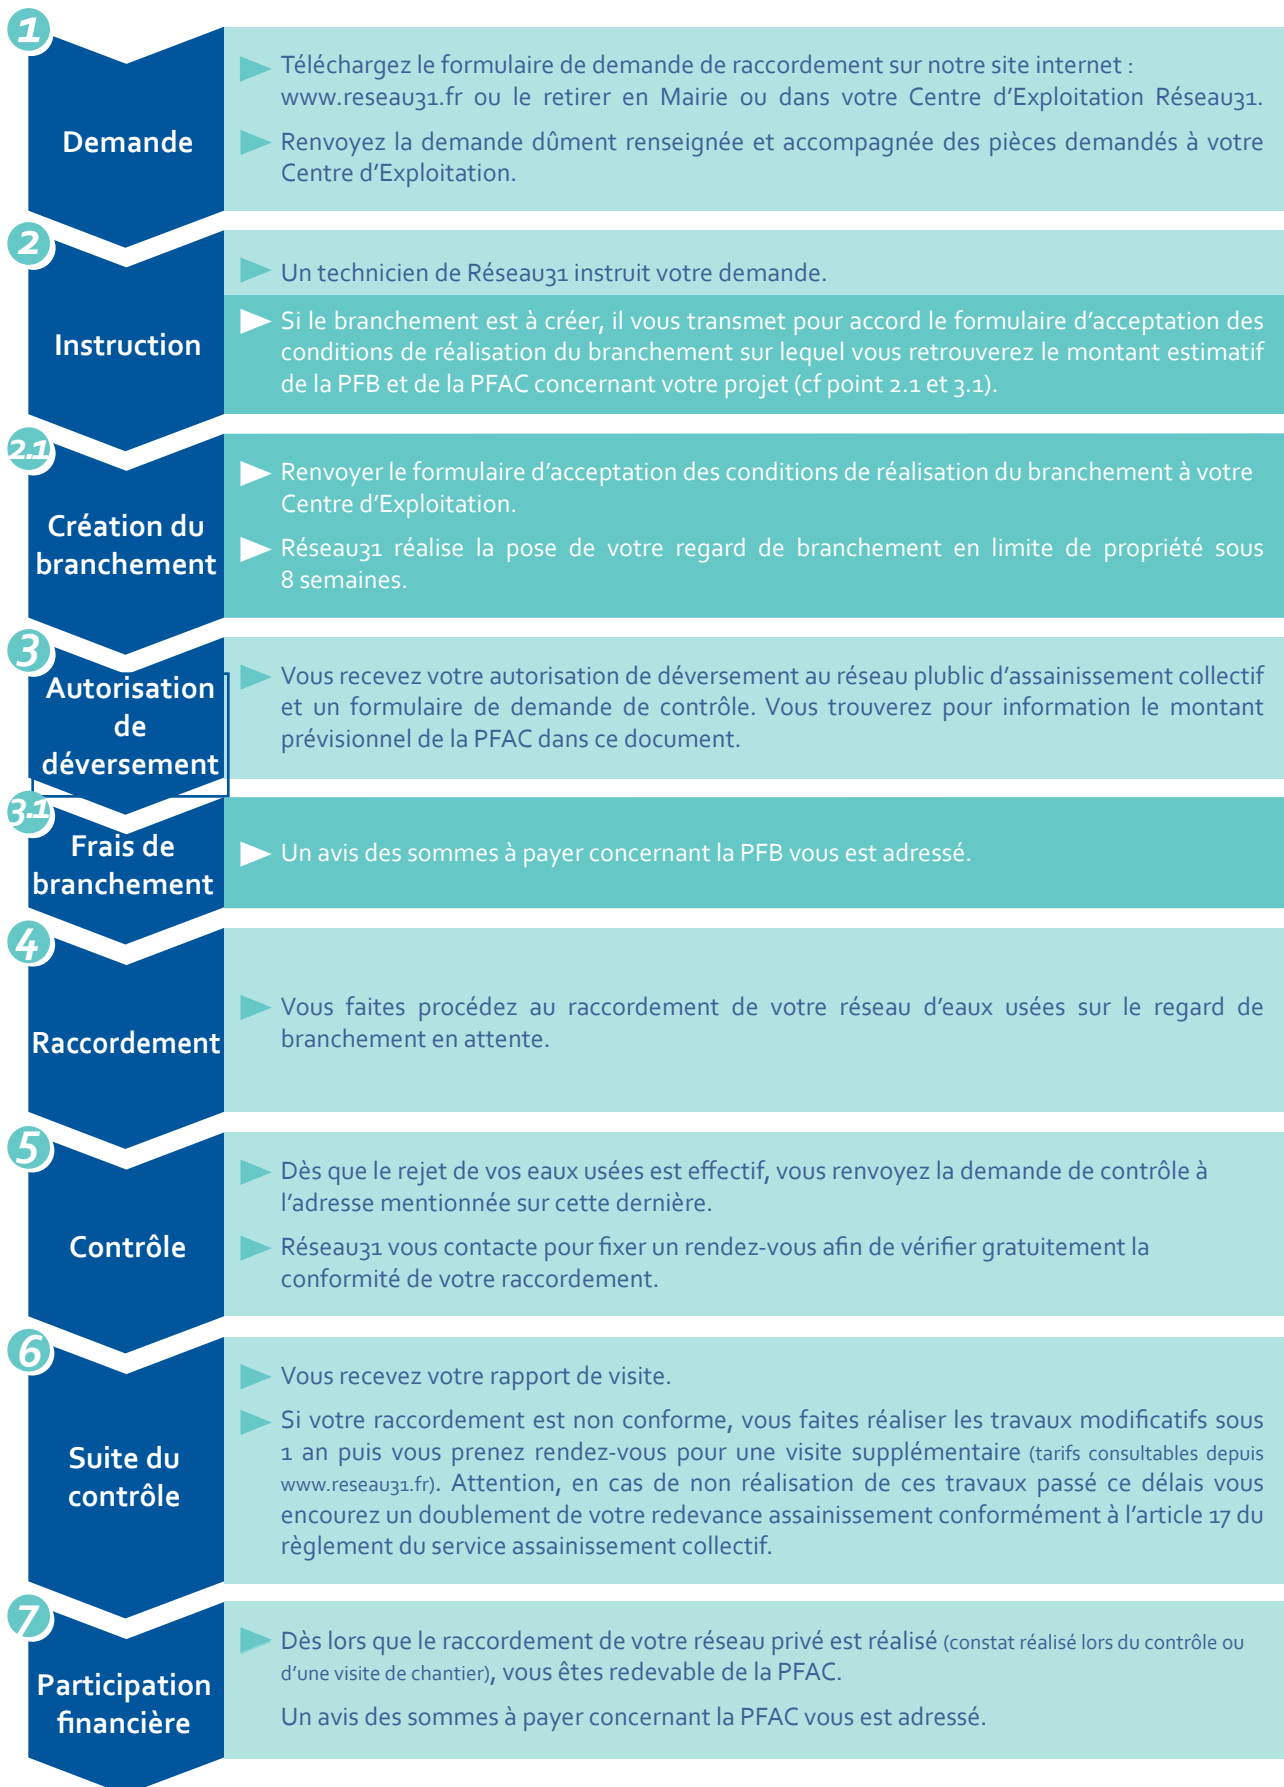 1
Demande
Téléchargez le formulaire de demande de raccordement sur notre site internet :
www.reseau31.fr ou le retirer en Mairie ou dans votre Centre d'Exploitation Réseau31.
Renvoyez la demande dûment renseignée et accompagnée des pièces demandés à votre
Centre d'Exploitation.
2
Instruction
Un technicien de Réseau31 instruit votre demande.
Si le branchement est à créer, il vous transmet pour accord le formulaire d'acceptation des
conditions de réalisation du branchement sur lequel vous retrouverez le montant estimatif
de la PFB et de la PFAC concernant votre projet (cf point 2.1 et 3.1).
2.1
Création du
branchement
Renvoyer le formulaire d'acceptation des conditions de réalisation du branchement à votre
Centre d'Exploitation.
Réseau31 réalise la pose de votre regard de branchement en limite de propriété sous
8 semaines.
3
Autorisation
de
déversement
Vous recevez votre autorisation de déversement au réseau plublic d'assainissement collectif
et un formulaire de demande de contrôle. Vous trouverez pour information le montant
prévisionnel de la PFAC dans ce document.
3.1
Frais de
branchement
Un avis des sommes à payer concernant la PFB vous est adressé.
4
Raccordement
Vous faites procédez au raccordement de votre réseau d'eaux usées sur le regard de
branchement en attente.
5
Contrôle
Dès que le rejet de vos eaux usées est effectif, vous renvoyez la demande de contrôle à
l'adresse mentionnée sur cette dernière.
Réseau31 vous contacte pour fixer un rendez-vous afin de vérifier gratuitement la
conformité de votre raccordement.
6
Suite du
contrôle
Vous recevez votre rapport de visite.
Si votre raccordement est non conforme, vous faites réaliser les travaux modificatifs sous
1 an puis vous prenez rendez-vous pour une visite supplémentaire (tarifs consultables depuis
www.reseau31.fr). Attention, en cas de non réalisation de ces travaux passé ce délais vous
encourez un doublement de votre redevance assainissement conformément à l'article 17 du
règlement du service assainissement collectif.
7
Participation
financière
Dès lors que le raccordement de votre réseau privé est réalisé (constat réalisé lors du contrôle ou
d'une visite de chantier), vous êtes redevable de la PFAC.
Un avis des sommes à payer concernant la PFAC vous est adressé.